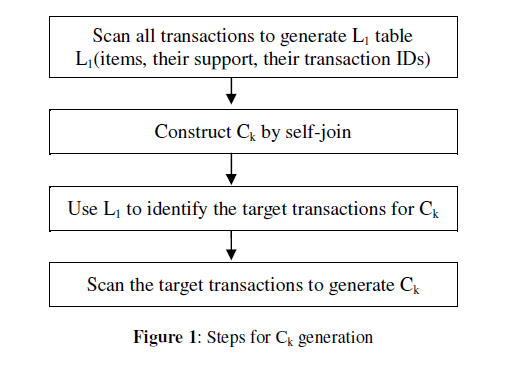 Scan all transactions to generate L₁ table
L₁(items, their support, their transaction IDs)
Construct Cₖ by self-join
Use L₁ to identify the target transactions for Cₖ
Scan the target transactions to generate Cₖ
Figure 1: Steps for Cₖ generation